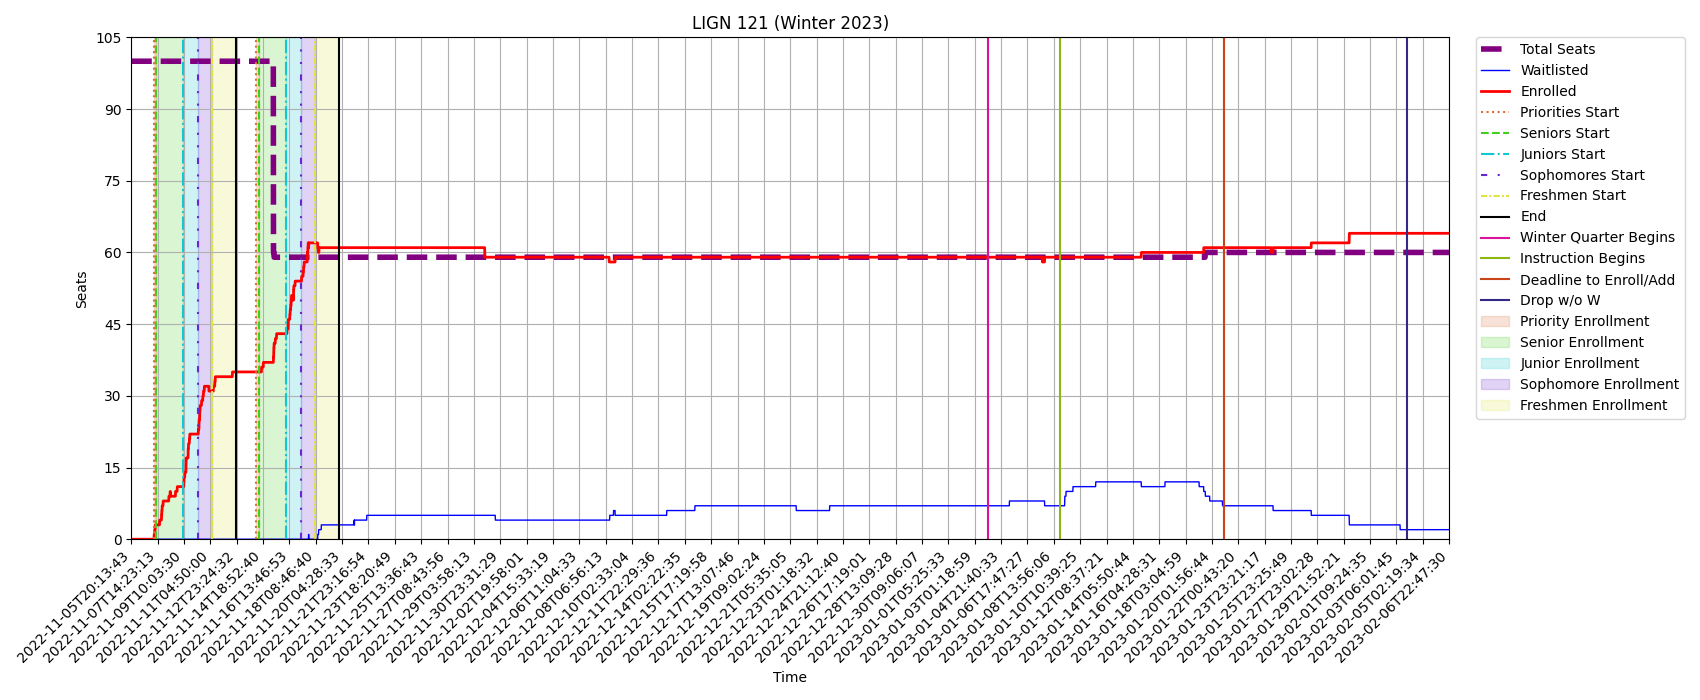 LIGN 121 (Winter 2023)
105
90
75
60
45
30
15
0
Seats
2022-11-05T20:13:43
2022-11-07T14:23:13
2022-11-09T10:03:30
2022-11-11T04:50:00
2022-11-12T23:24:32
2022-11-14T18:52:40
2022-11-16T13:46:53
2022-11-18T08:46:40
2022-11-20T04:28:33
2022-11-21T23:16:54
2022-11-23T18:20:49
2022-11-25T13:36:43
2022-11-27T08:43:56
2022-11-29T03:58:13
2022-11-30T23:31:29
2022-12-02T19:58:01
2022-12-04T15:33:19
2022-12-06T11:04:33
2022-12-08T06:56:13
2022-12-10T02:33:04
2022-12-11T22:29:36
2022-12-14T02:22:35
2022-12-15T17:19:58
2022-12-17T13:07:46
2022-12-19T09:02:24
2022-12-21T05:35:05
2022-12-23T01:18:32
2022-12-24T21:12:40
2022-12-26T17:19:01
2022-12-28T13:09:28
2022-12-30T09:06:07
2023-01-01T05:25:33
2023-01-03T01:18:59
2023-01-04T21:40:33
2023-01-06T17:47:27
2023-01-08T13:56:06
2023-01-10T10:39:25
2023-01-12T08:37:21
2023-01-14T05:50:44
2023-01-16T04:28:31
2023-01-18T03:04:59
2023-01-20T01:56:44
2023-01-22T00:43:20
2023-01-23T23:21:17
2023-01-25T23:25:49
2023-01-27T23:02:28
2023-01-29T21:52:21
2023-02-01T09:24:35
2023-02-03T06:01:45
2023-02-05T02:19:34
2023-02-06T22:47:30
Time
Total Seats
Waitlisted
Enrolled
Priorities Start
Seniors Start
Juniors Start
Sophomores Start
Freshmen Start
End
Winter Quarter Begins
Instruction Begins
Deadline to Enroll/Add
Drop w/o W
Priority Enrollment
Senior Enrollment
Junior Enrollment
Sophomore Enrollment
Freshmen Enrollment